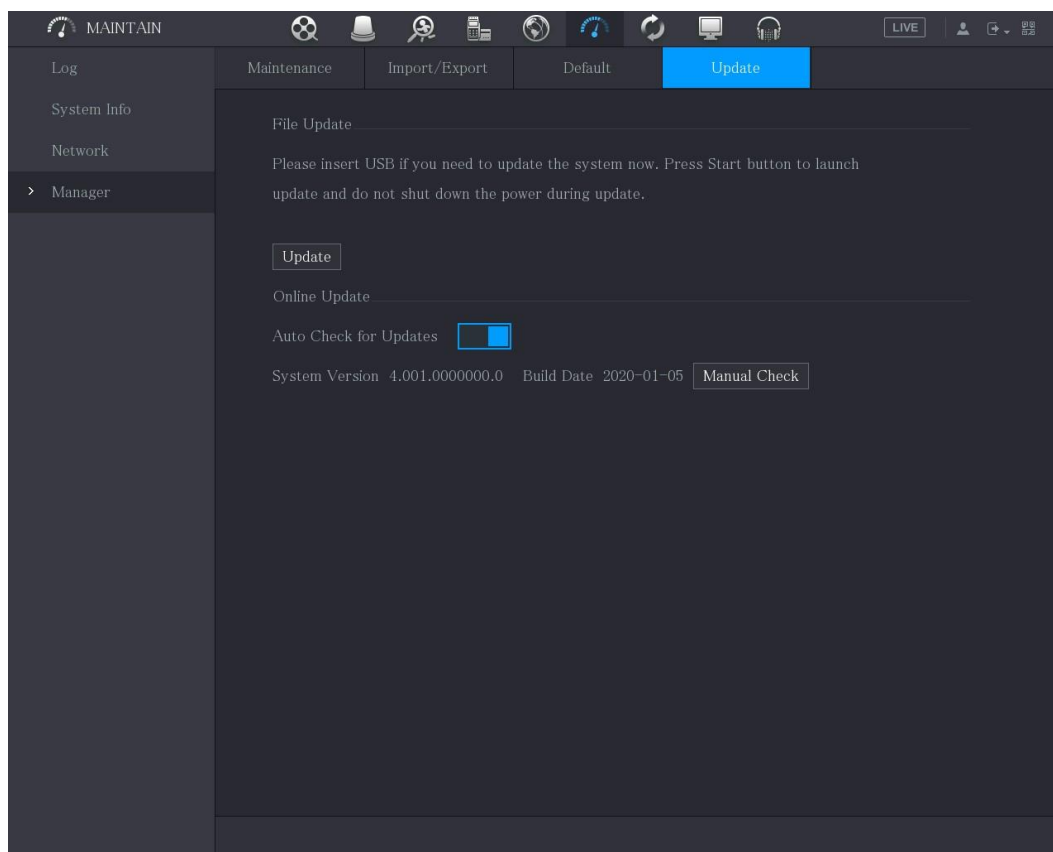 MAINTAIN
LIVE
Log
System Info
Network
Manager
Maintenance Import/Export Default Update
File Update
Please insert USB if you need to update the system now. Press Start button to launch
update and do not shut down the power during update.
Update
Online Update
Auto Check for Updates
System Version 4.001.0000000.0 Build Date 2020-01-05 Manual Check